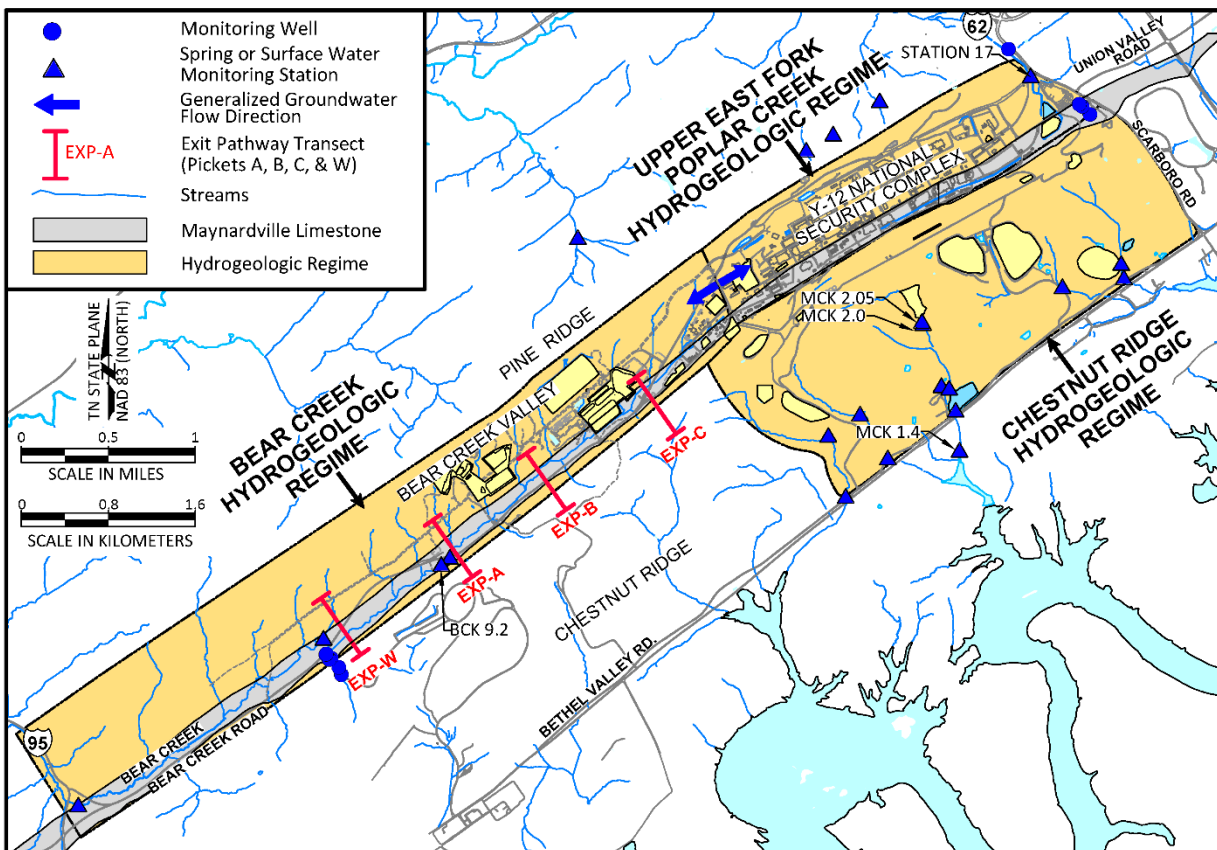 Monitoring Well
Spring or Surface Water
Monitoring Station
Generalized Groundwater
Flow Direction
EXP-A
Exit Pathway Transect
(Pickets A, B, C, & W)
Streams
Maynardville Limestone
Hydrogeologic Regime
TN STATE PLANE
NAD 83 (NORTH)
0 0.5 1
SCALE IN MILES
0 0.8 1.6
SCALE IN KILOMETERS
62
STATION 17
UNION VALLEY
ROAD
SCARBORO RD
UPPER EAST FORK
POPLAR CREEK
HYDROGEOLOGIC REGIME
Y-12 NATIONAL
SECURITY COMPLEX
PINE RIDGE
BEAR CREEK VALLEY
BEAR CREEK
HYDROGEOLOGIC
REGIME
MCK 2.05
MCK 2.0
MCK 1.4
CHESTNUT RIDGE
HYDROGEOLOGIC
REGIME
EXP-C
EXP-B
EXP-A
EXP-W
BCK 9.2
CHESTNUT RIDGE
BETHEL VALLEY RD.
95
BEAR CREEK
BEAR CREEK ROAD